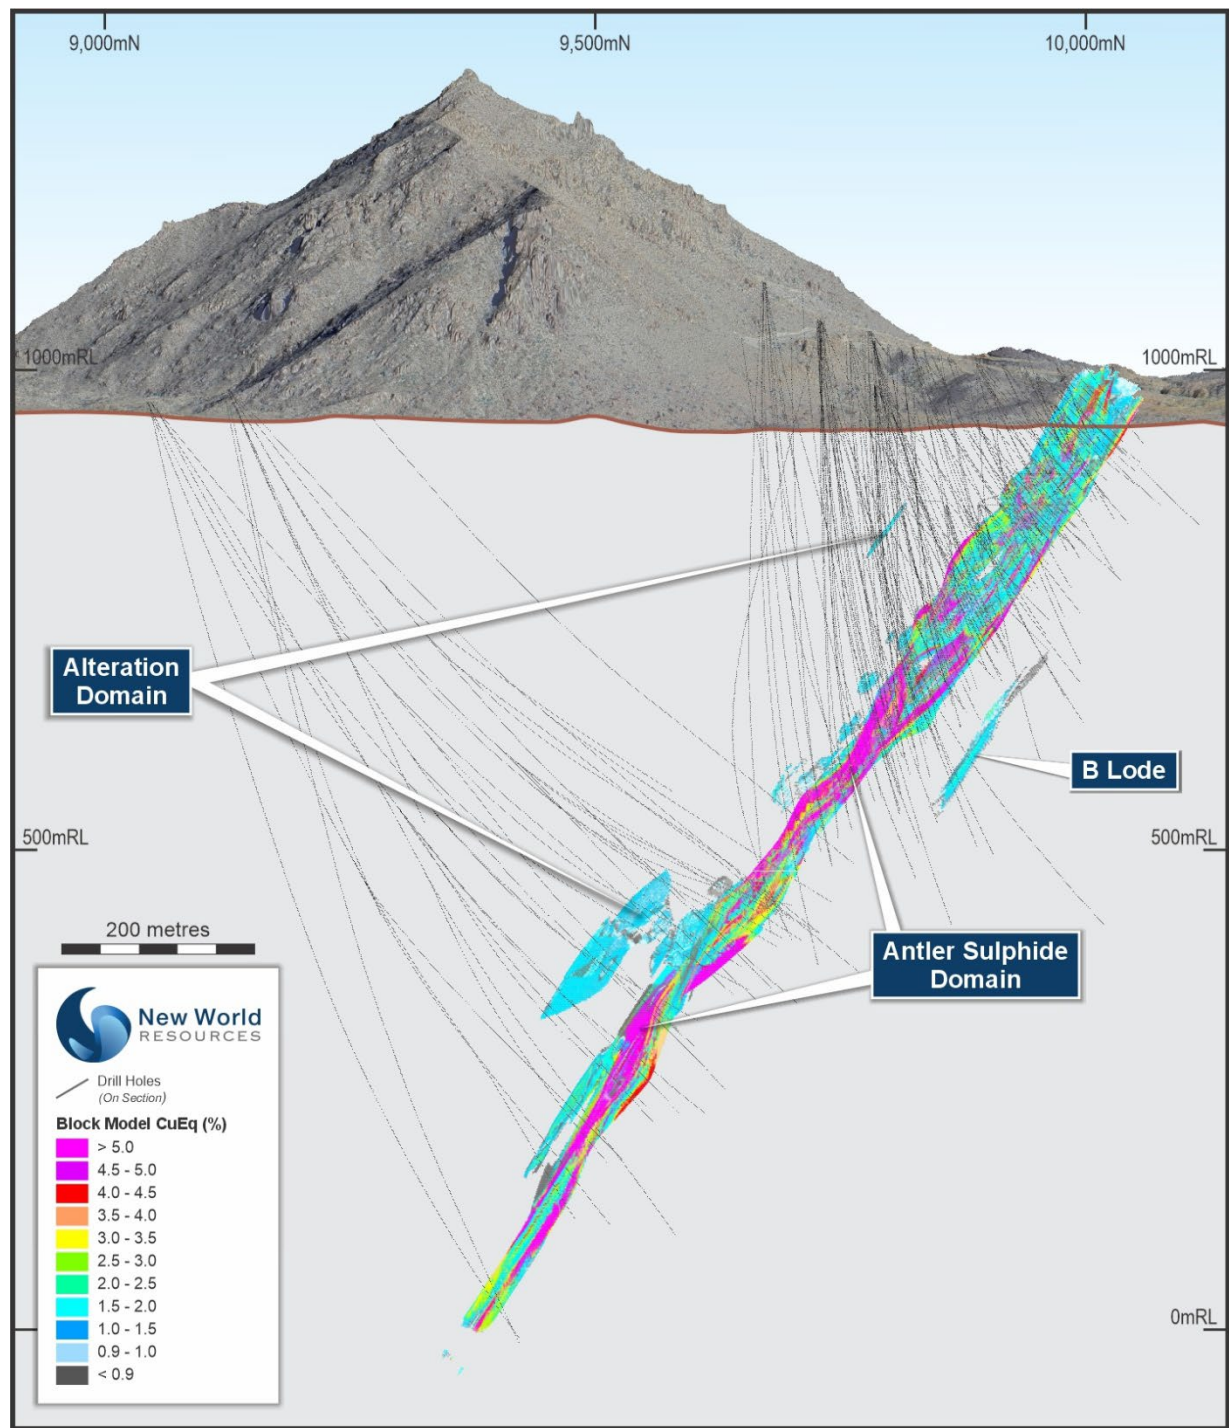 9,000mN
9,500mN
10,000mN
1000mRL
1000mRL
Alteration
Domain
B Lode
500mRL
500mRL
200 metres
Antler Sulphide
Domain
New World
RESOURCES
Drill Holes
(On Section)
Block Model CuEq (%)
> 5.0
4.5 - 5.0
4.0 - 4.5
3.5 - 4.0
3.0 - 3.5
2.5 - 3.0
2.0 - 2.5
1.5 - 2.0
1.0 - 1.5
0.9 - 1.0
< 0.9
0mRL